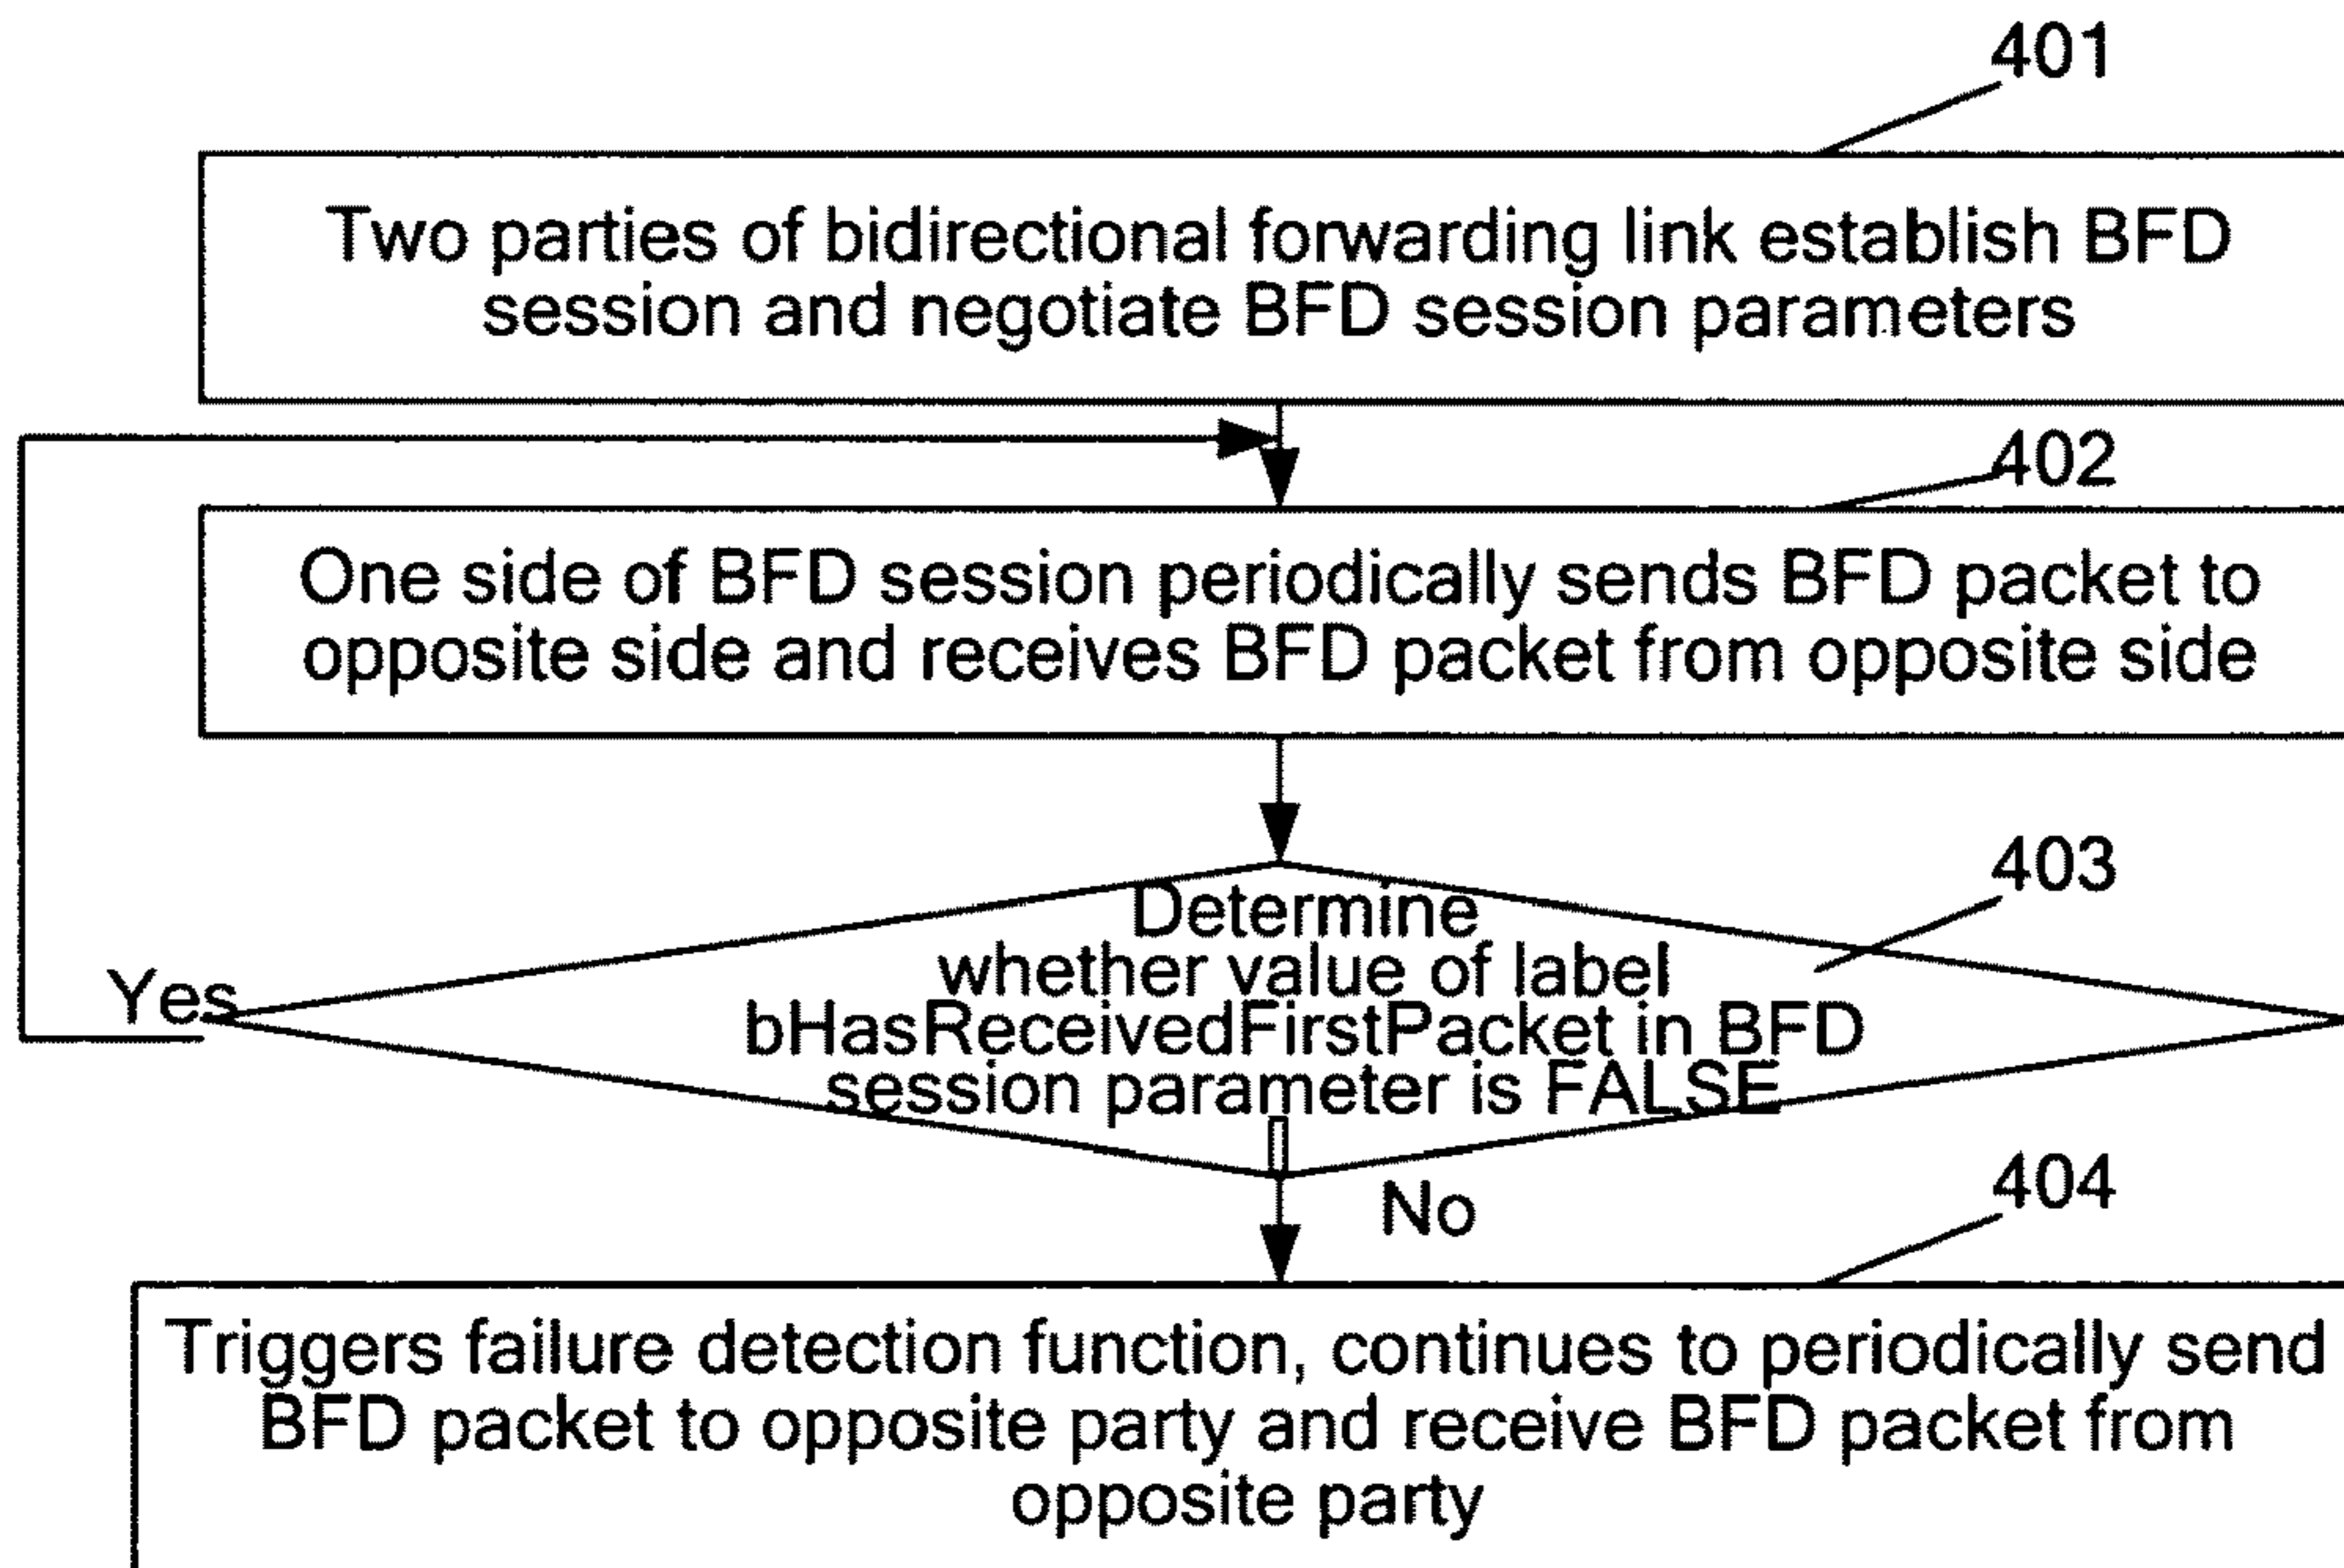 401
Two parties of bidirectional forwarding link establish BFD
session and negotiate BFD session parameters
402
One side of BFD session periodically sends BFD packet to
opposite side and receives BFD packet from opposite side
403
Determine
whether value of label
bHasReceivedFirstPacket in BFD
session parameter is FALSE
Yes
No
404
Triggers failure detection function, continues to periodically send
BFD packet to opposite party and receive BFD packet from
opposite party